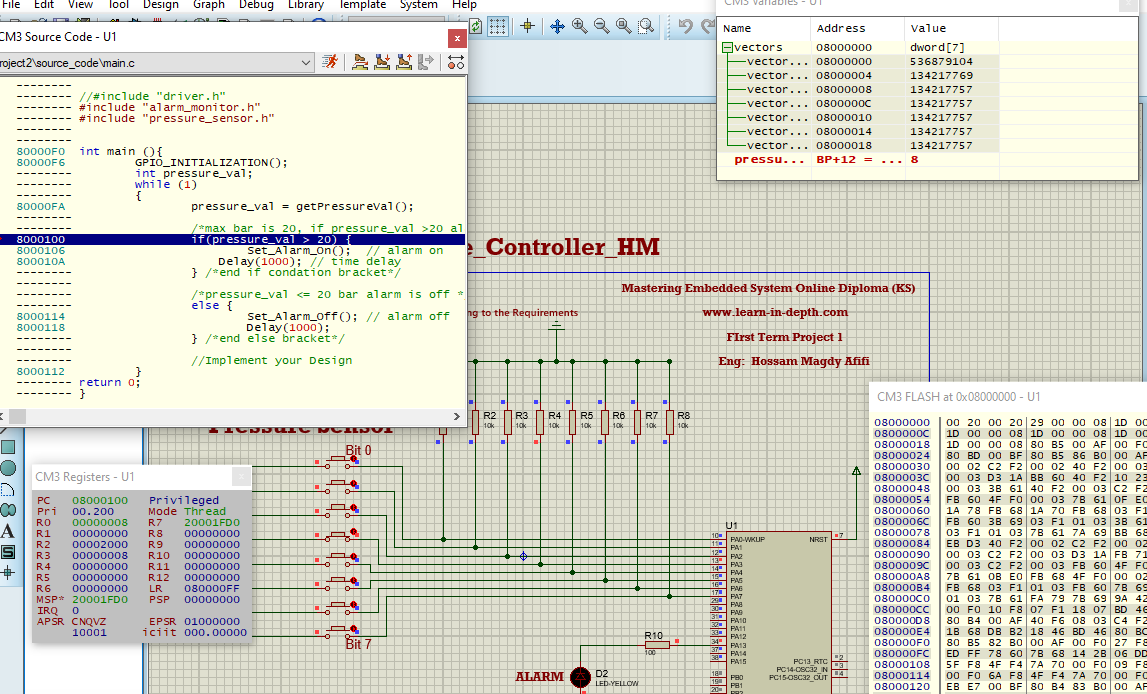 File Edit View Tool Design Graph Debug Library Template System Help
CM3 Source Code - U1
roject2\source_code\main.c
-------- //#include "driver.h"
-------- #include "alarm_monitor.h"
-------- #include "pressure_sensor.h"
80000F0 int main (){
80000F6 GPIO_INITIALIZATION();
-------- int pressure_val;
-------- while (1)
-------- {
80000FA pressure_val = getPressureVal();
-------- /*max bar is 20, if pressure_val >20 al
8000100 if(pressure_val > 20) {
8000106 Set_Alarm_On(); // alarm on
800010A Delay(1000); // time delay
-------- } /*end if condation bracket*/
-------- /*pressure_val <= 20 bar alarm is off *
-------- else {
8000114 Set_Alarm_Off(); // alarm off
8000118 Delay(1000);
-------- } /*end else bracket*/
-------- //Implement your Design
8000112 }
-------- return 0;
-------- }
CM3 Variables - U1
Name Address Value
vectors 08000000 dword[7]
vector... 08000000 536879104
vector... 08000004 134217769
vector... 08000008 134217757
vector... 0800000C 134217757
vector... 08000010 134217757
vector... 08000014 134217757
vector... 08000018 134217757
pressu... BP+12 = ... 8
e_Controller_HM
Mastering Embedded System Online Diploma (KS)
ng to the Requirements
www.learn-in-depth.com
FIrst Term Project 1
Eng: Hossam Magdy Afifi
R2 R3 R4 R5 R6 R7 R8
10k 10k 10k 10k 10k 10k 10k
Pressure Sensor
Bit 0
Bit 7
CM3 Registers - U1
PC 08000100 Privileged
Pri 00.200 Mode Thread
R0 00000008 R7 20001FD0
R1 00000000 R8 00000000
R2 00002000 R9 00000000
R3 00000008 R10 00000000
R4 00000000 R11 00000000
R5 00000000 R12 00000000
R6 00000000 LR 080000FF
MSP* 20001FD0 PSP 00000000
IRQ 0
APSR CNQVZ EPSR 01000000
10001 iciit 000.00000
CM3 FLASH at 0x08000000 - U1
08000000 00 20 00 20 29 00 00 08 1D 00
0800000C 1D 00 00 08 1D 00 00 08 1D 00
08000018 1D 00 00 08 80 B5 00 AF 00 F0
08000024 80 BD 00 BF 80 B5 86 B0 00 AF
08000030 00 02 C2 F2 00 02 40 F2 00 03
0800003C 00 03 D3 1A BB 60 40 F2 10 23
08000048 00 03 3B 61 40 F2 00 03 C2 F2
08000054 FB 60 4F F0 00 03 7B 61 0F E0
08000060 1A 78 FB 68 1A 70 FB 68 03 F1
0800006C FB 60 3B 69 03 F1 01 03 3B 61
08000078 03 F1 01 03 7B 61 7A 69 BB 68
08000084 EB D3 40 F2 00 02 C2 F2 00 02
08000090 00 03 C2 F2 00 03 D3 1A FB 71
0800009C 00 03 C2 F2 00 03 FB 60 4F F0
080000A8 7B 61 0B E0 FB 68 4F F0 00 02
080000B4 FB 68 03 F1 01 03 FB 60 7B 69
080000C0 01 03 7B 61 FA 79 7B 69 9A 42
080000CC 00 F0 10 F8 07 F1 18 07 BD 46
080000D8 80 B4 00 AF 40 F6 08 03 C4 F2
080000E4 1B 68 DB B2 18 46 BD 46 80 BC
080000F0 80 B5 82 B0 00 AF 00 F0 27 F8
080000FC ED FF 78 60 7B 68 14 2B 06 DD
08000108 5F F8 4F F4 7A 70 00 F0 09 F8
08000114 00 F0 6A F8 4F F4 7A 70 00 F0
08000120 EB E7 00 BF 80 B4 83 B0 00 AF
U1
PA0-WKUP NRST
PA1
PA2
PA3
PA4
PA5
PA6
PA7
PA8
PA9
PA10
PA11
PA12
PA13
PA14
PA15
PC13_RTC
PC14-OSC32_IN
PC15-OSC32_OUT
PB0
PB1
PB2
R10
100
ALARM
D2
LED-YELLOW